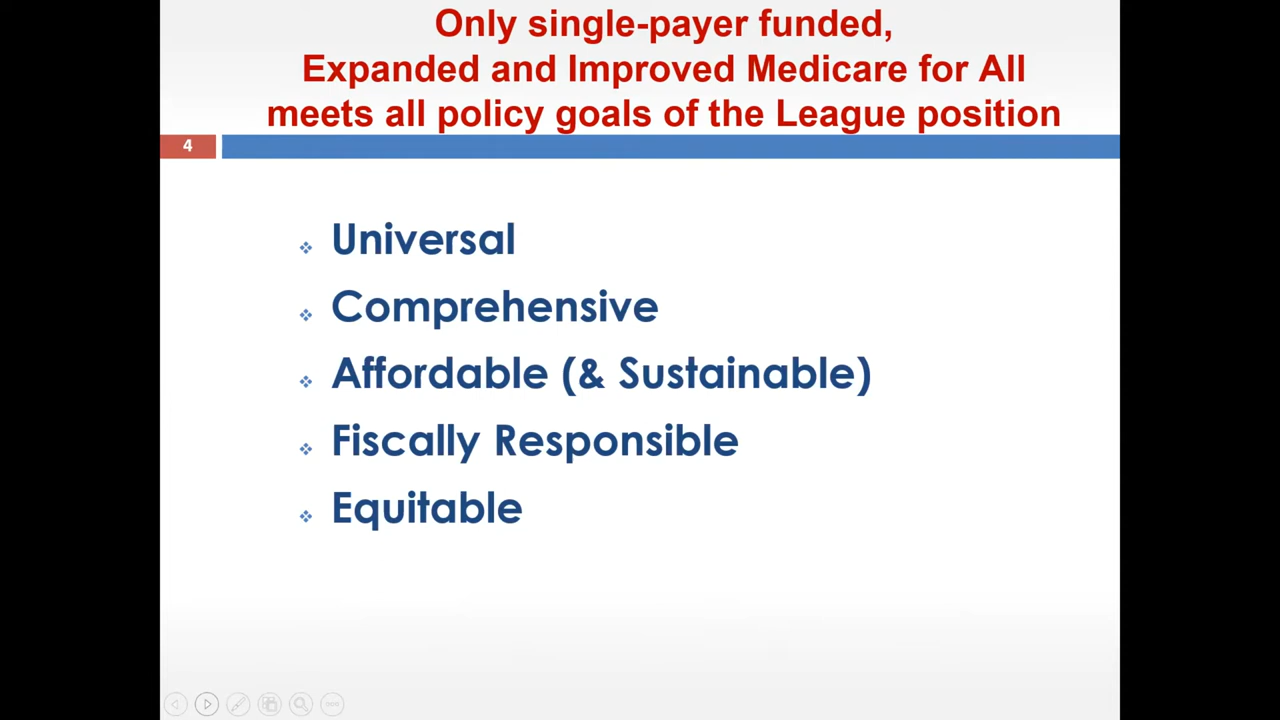 Only single-payer funded,
Expanded and Improved Medicare for All
meets all policy goals of the League position
4
Universal
Comprehensive
Affordable (& Sustainable)
Fiscally Responsible
Equitable